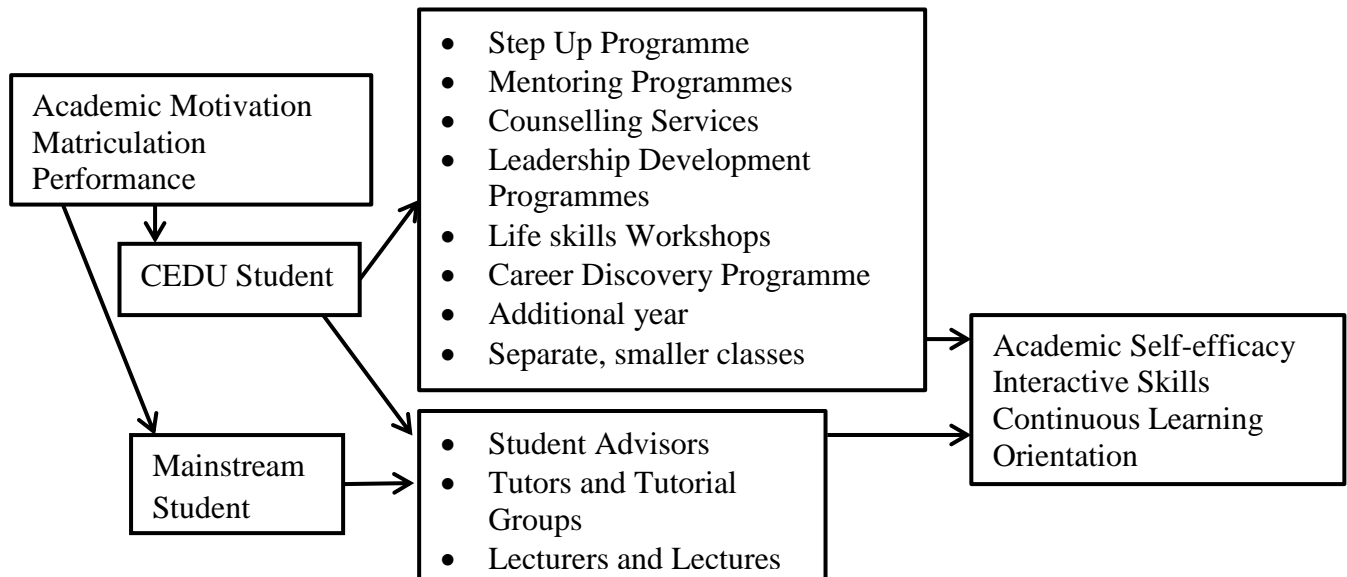 Academic Motivation
Matriculation
Performance
CEDU Student
Mainstream
Student
• Step Up Programme
• Mentoring Programmes
• Counselling Services
• Leadership Development
Programmes
• Life skills Workshops
• Career Discovery Programme
• Additional year
• Separate, smaller classes
• Student Advisors
• Tutors and Tutorial
Groups
• Lecturers and Lectures
Academic Self-efficacy
Interactive Skills
Continuous Learning
Orientation